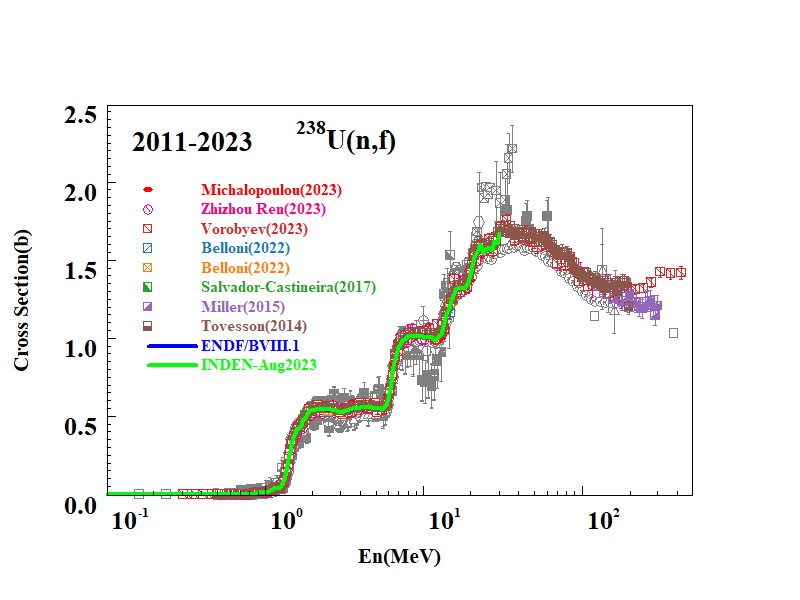 2.5
2011-2023 ²³⁸U(n,f)
2.0
Michalopoulou(2023)
Zhizhou Ren(2023)
Vorobyev(2023)
Belloni(2022)
Belloni(2022)
Salvador-Castineira(2017)
Miller(2015)
Tovesson(2014)
ENDF/BVIII.1
INDEN-Aug2023
1.5
1.0
0.5
0.0
Cross Section(b)
10⁻¹ 10⁰ 10¹ 10²
En(MeV)